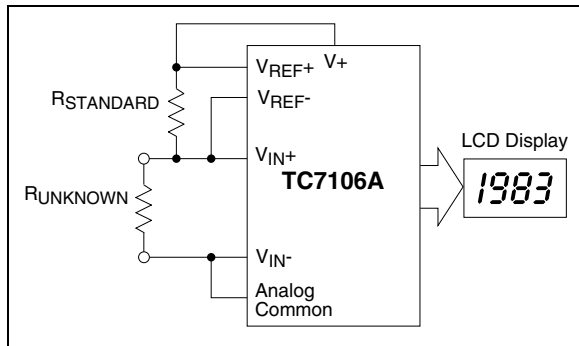 V+
VREF+
RSTANDARD
VREF-
LCD Display
VIN+
TC7106A
1983
RUNKNOWN
VIN-
Analog
Common